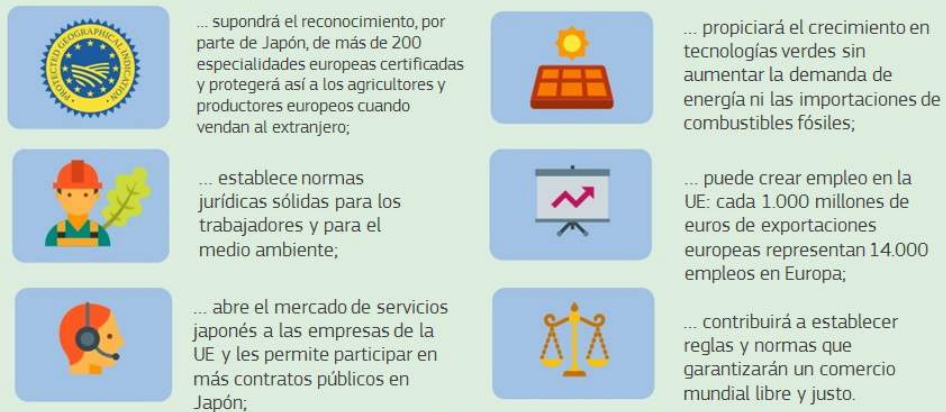 PROTECTED GEOGRAPHICAL INDICATION
... supondrá el reconocimiento, por
parte de Japón, de más de 200
especialidades europeas certificadas
y protegerá así a los agricultores y
productores europeos cuando
vendan al extranjero;
... propiciará el crecimiento en
tecnologías verdes sin
aumentar la demanda de
energía ni las importaciones de
combustibles fósiles;
... establece normas
jurídicas sólidas para los
trabajadores y para el
medio ambiente;
... puede crear empleo en la
UE: cada 1.000 millones de
euros de exportaciones
europeas representan 14.000
empleos en Europa;
... abre el mercado de servicios
japonés a las empresas de la
UE y les permite participar en
más contratos públicos en
Japón;
... contribuirá a establecer
reglas y normas que
garantizarán un comercio
mundial libre y justo.